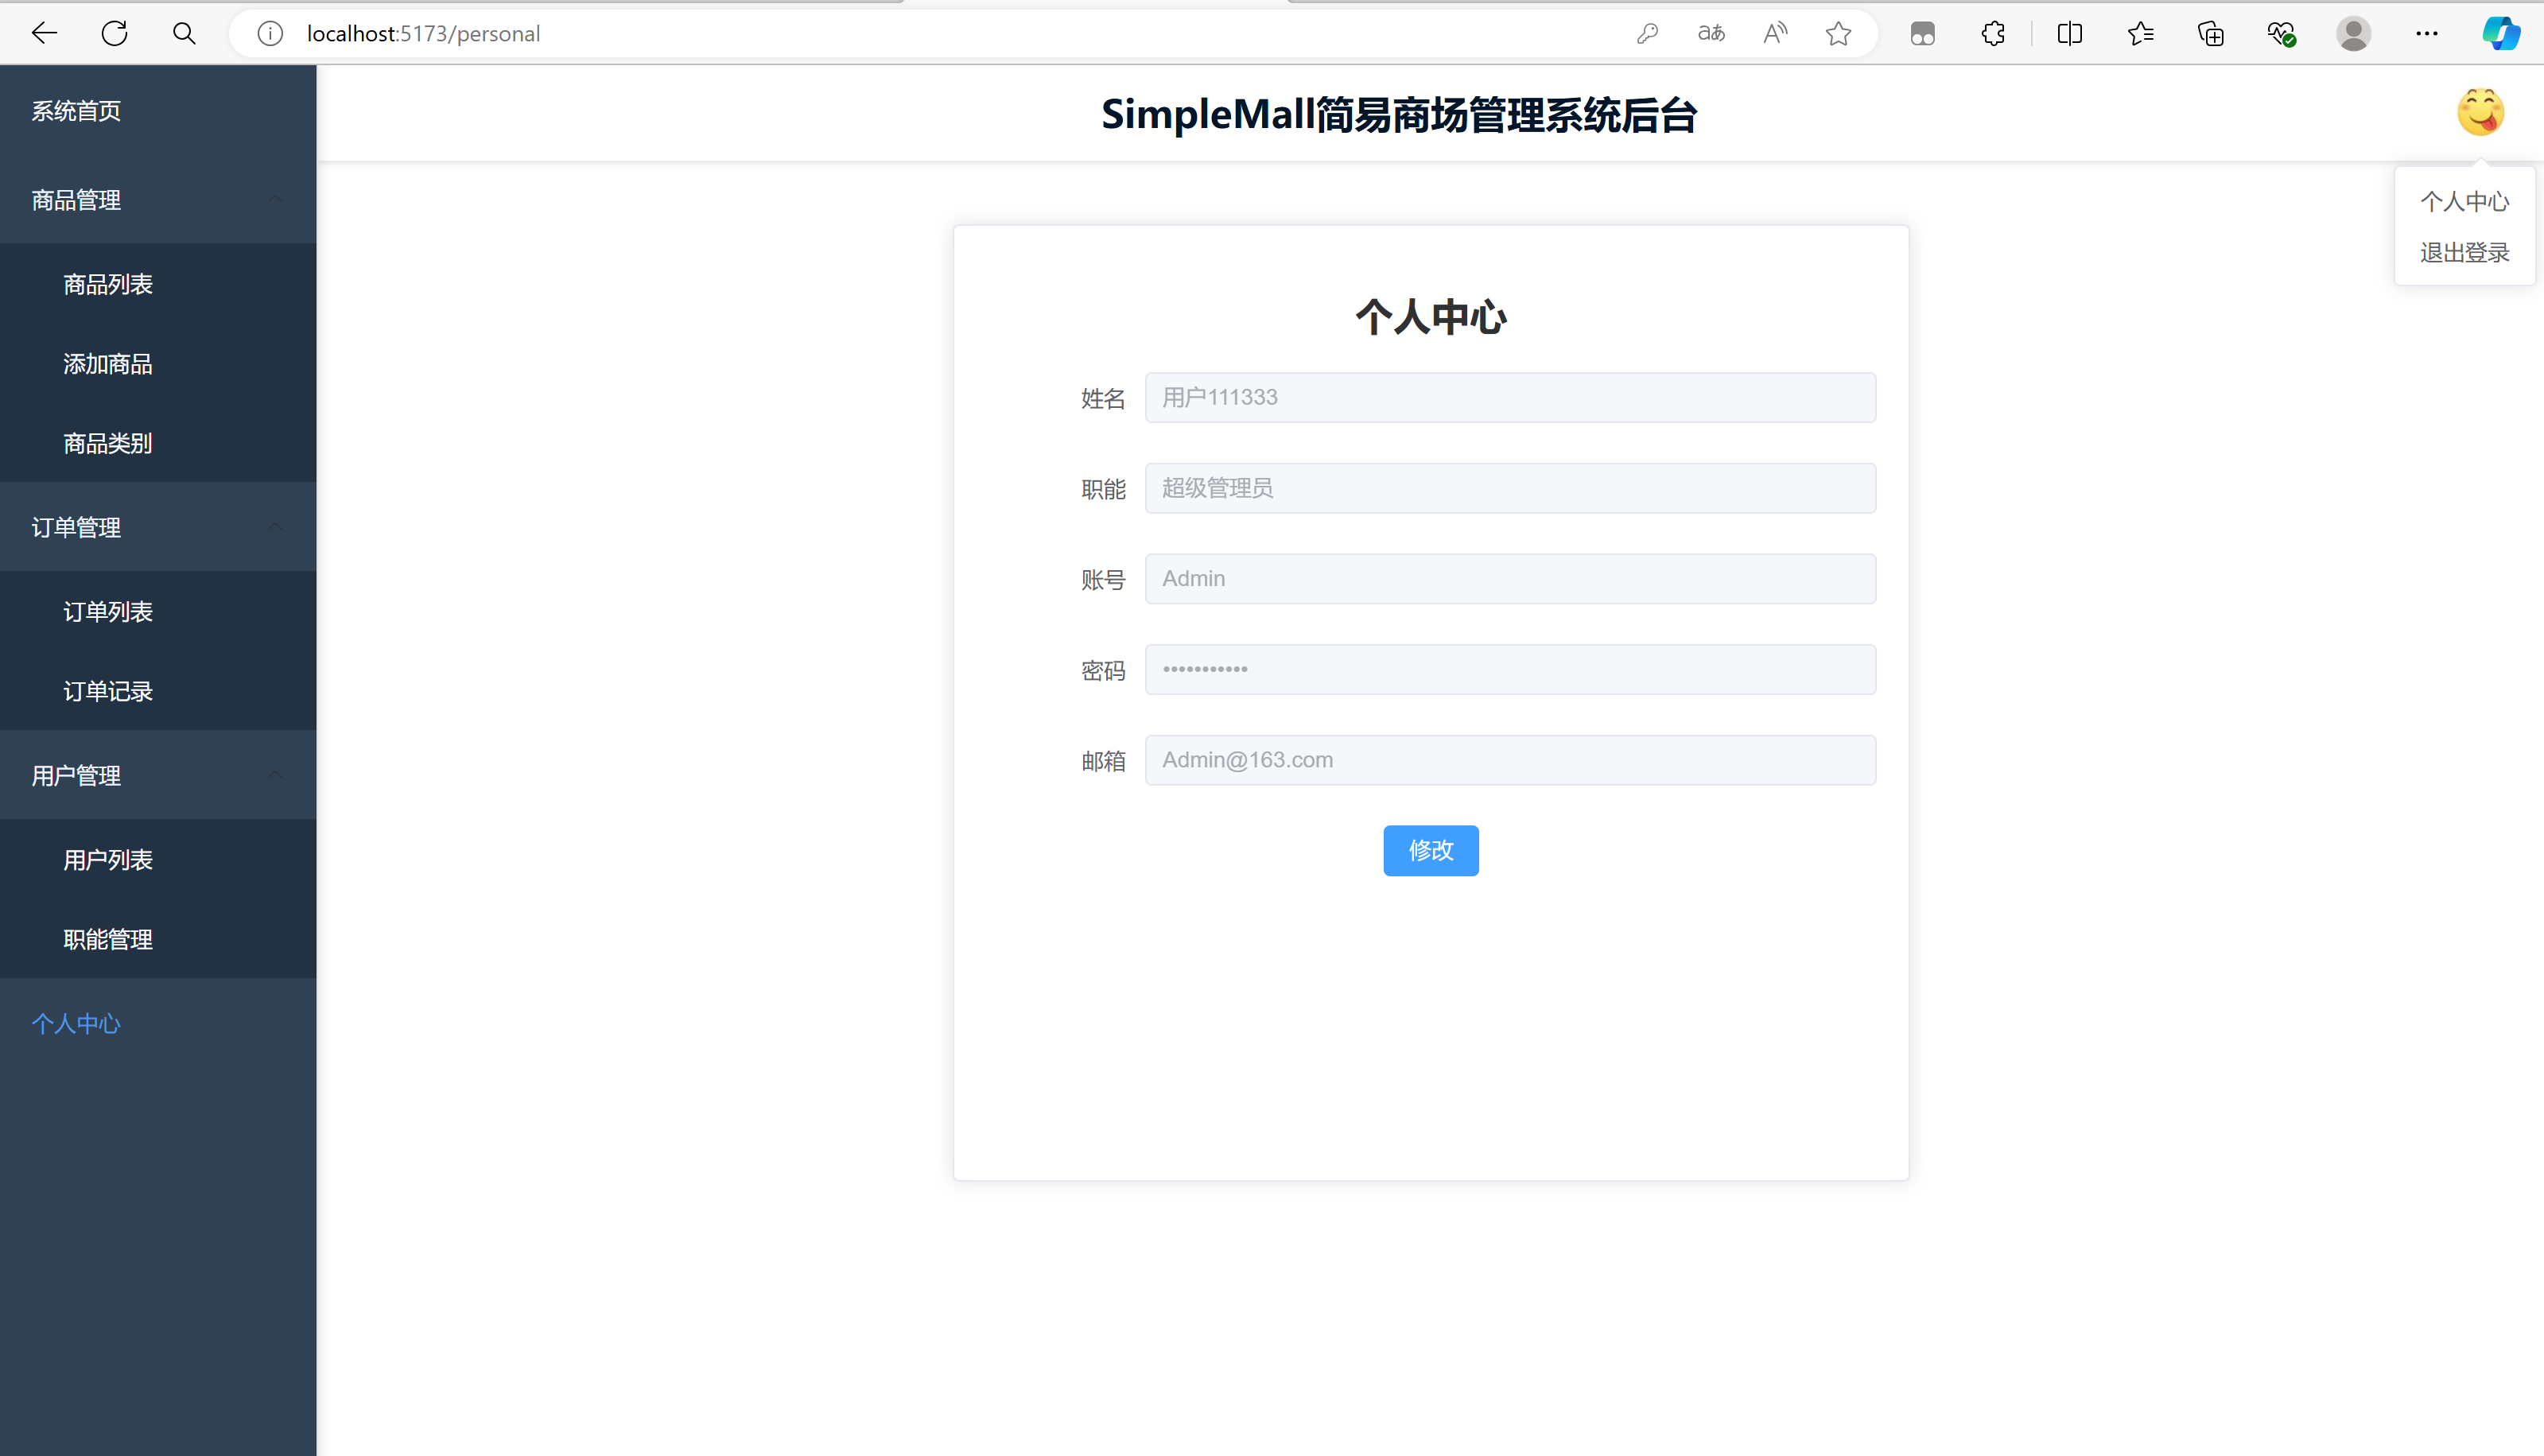 localhost:5173/personal
系统首页
商品管理
商品列表
添加商品
商品类别
订单管理
订单列表
订单记录
用户管理
用户列表
职能管理
个人中心
SimpleMall简易商场管理系统后台
个人中心
退出登录
个人中心
姓名 用户111333
职能 超级管理员
账号 Admin
密码 •••••••••••
邮箱 Admin@163.com
修改